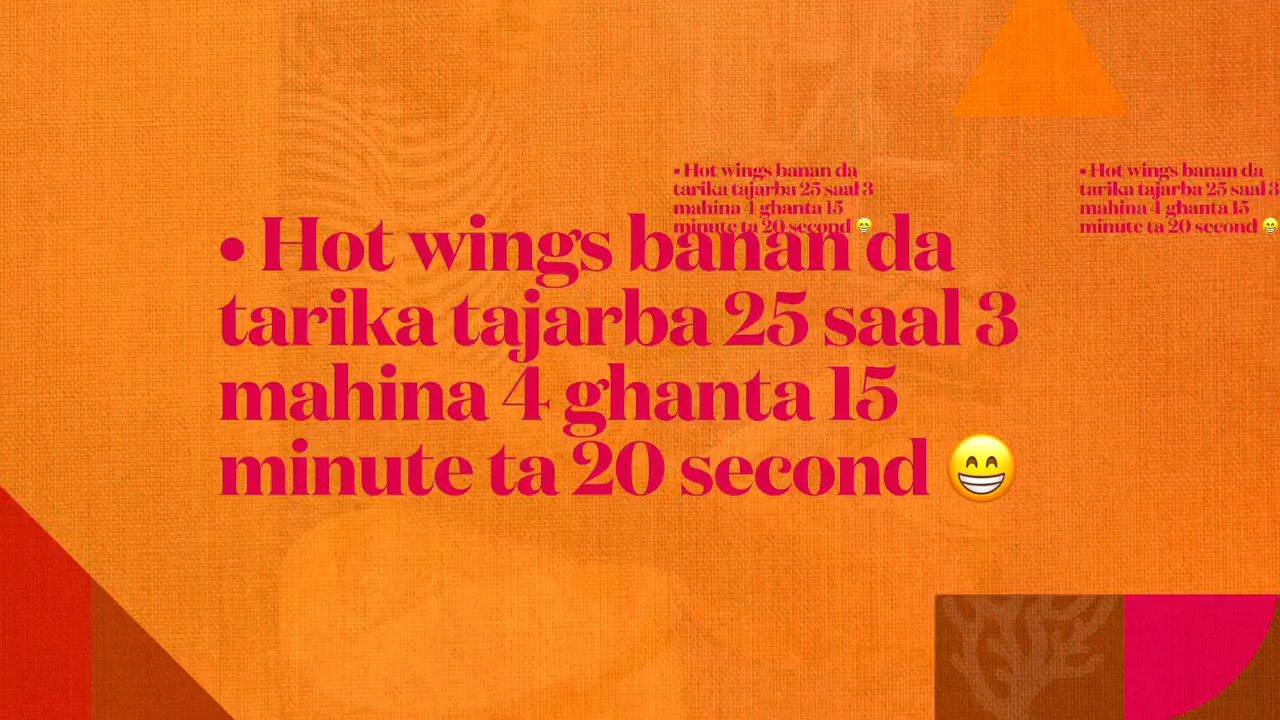 • Hot wings banan da
tarika tajarba 25 saal 3
mahina 4 ghanta 15
minute ta 20 second 😁
• Hot wings banan da
tarika tajarba 25 saal 3
mahina 4 ghanta 15
minute ta 20 second 😁
• Hot wings banan da
tarika tajarba 25 saal 3
mahina 4 ghanta 15
minute ta 20 second 😁